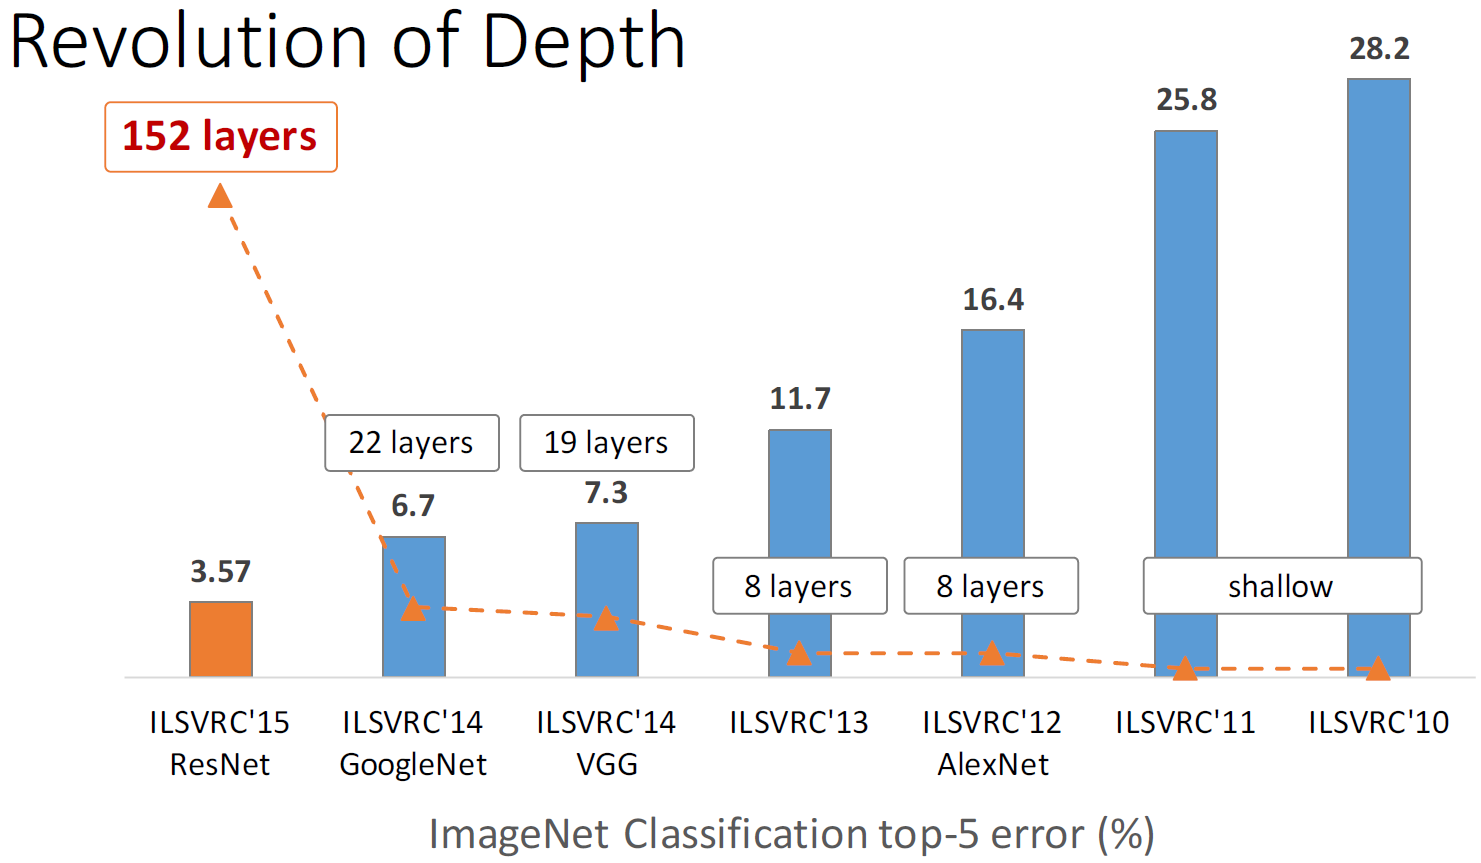 Revolution of Depth
28.2
25.8
152 layers
16.4
11.7
22 layers
19 layers
7.3
6.7
3.57
8 layers
8 layers
shallow
ILSVRC'15
ResNet
ILSVRC'14
GoogleNet
ILSVRC'14
VGG
ILSVRC'13
ILSVRC'12
AlexNet
ILSVRC'11
ILSVRC'10
ImageNet Classification top-5 error (%)